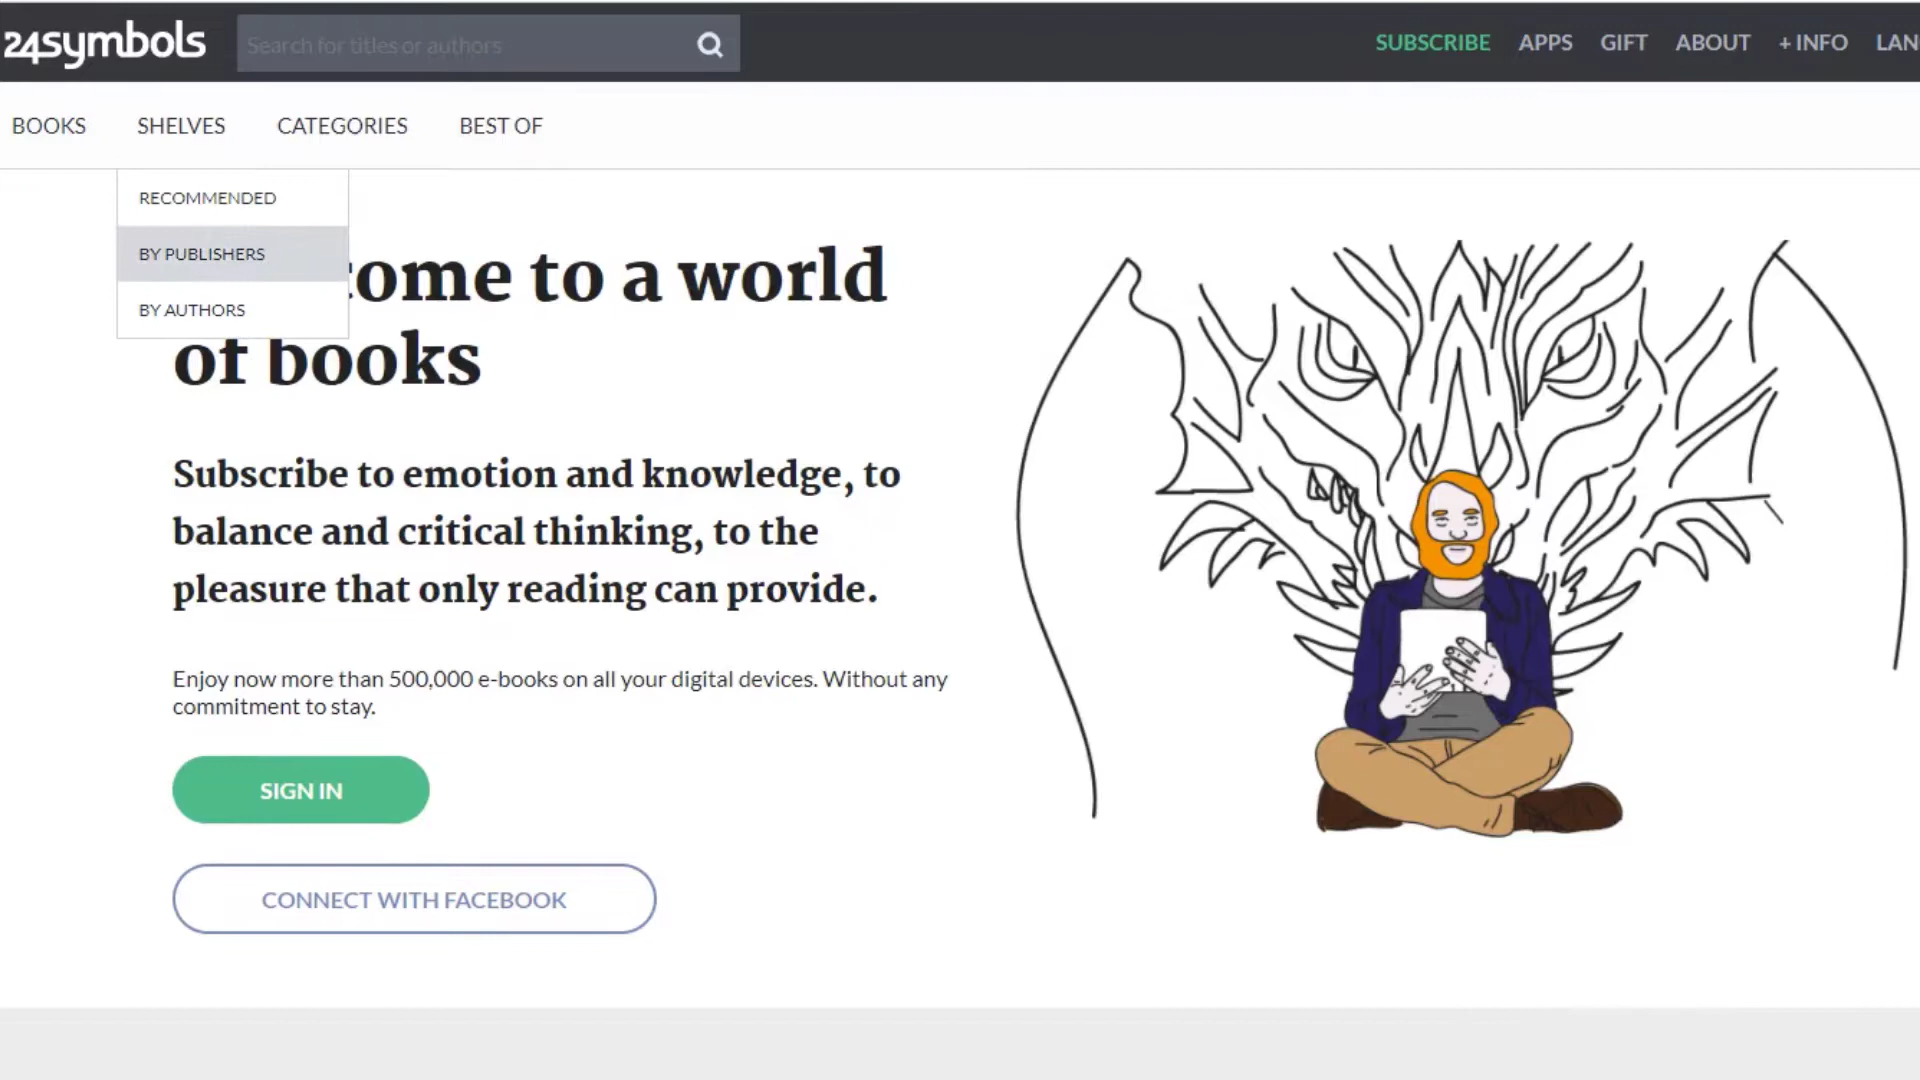 24symbols
Search for titles or authors
SUBSCRIBE
APPS
GIFT
ABOUT
+ INFO
LAN
BOOKS
SHELVES
CATEGORIES
BEST OF
RECOMMENDED
BY PUBLISHERS
BY AUTHORS
come to a world
of books
Subscribe to emotion and knowledge, to
balance and critical thinking, to the
pleasure that only reading can provide.
Enjoy now more than 500,000 e-books on all your digital devices. Without any
commitment to stay.
SIGN IN
CONNECT WITH FACEBOOK